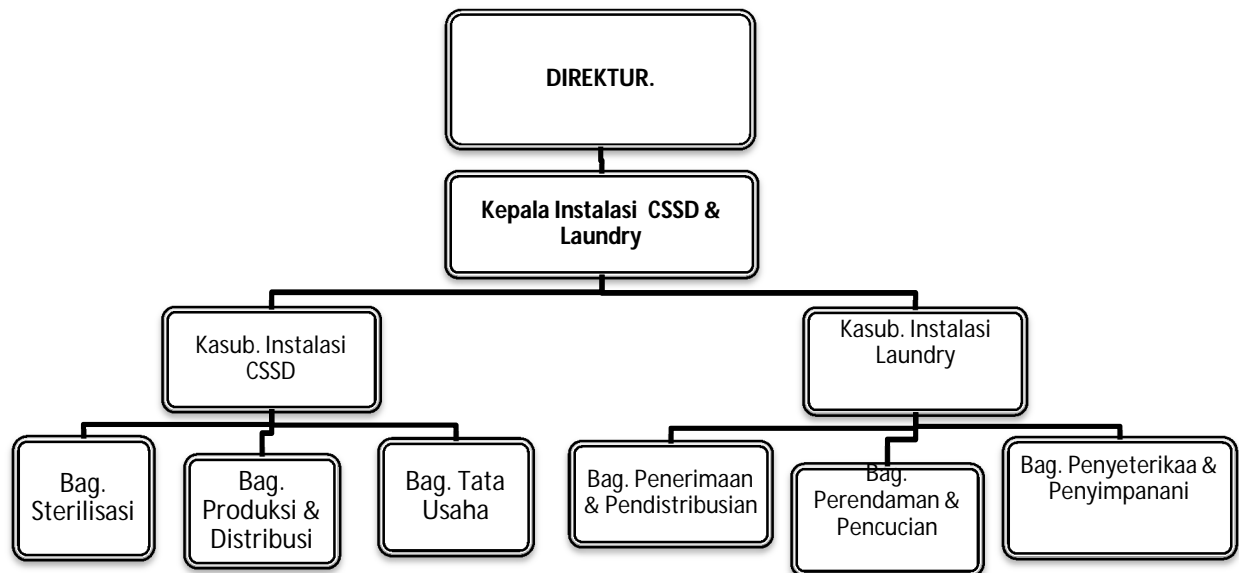 DIREKTUR.
Kepala Instalasi CSSD &
Laundry
Kasub. Instalasi
CSSD
Kasub. Instalasi
Laundry
Bag.
Sterilisasi
Bag.
Produksi &
Distribusi
Bag. Tata
Usaha
Bag. Penerimaan
& Pendistribusian
Bag.
Perendaman &
Pencucian
Bag. Penyeterikaa &
Penyimpanani